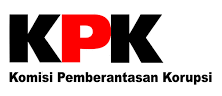 KPK
Komisi Pemberantasan Korupsi